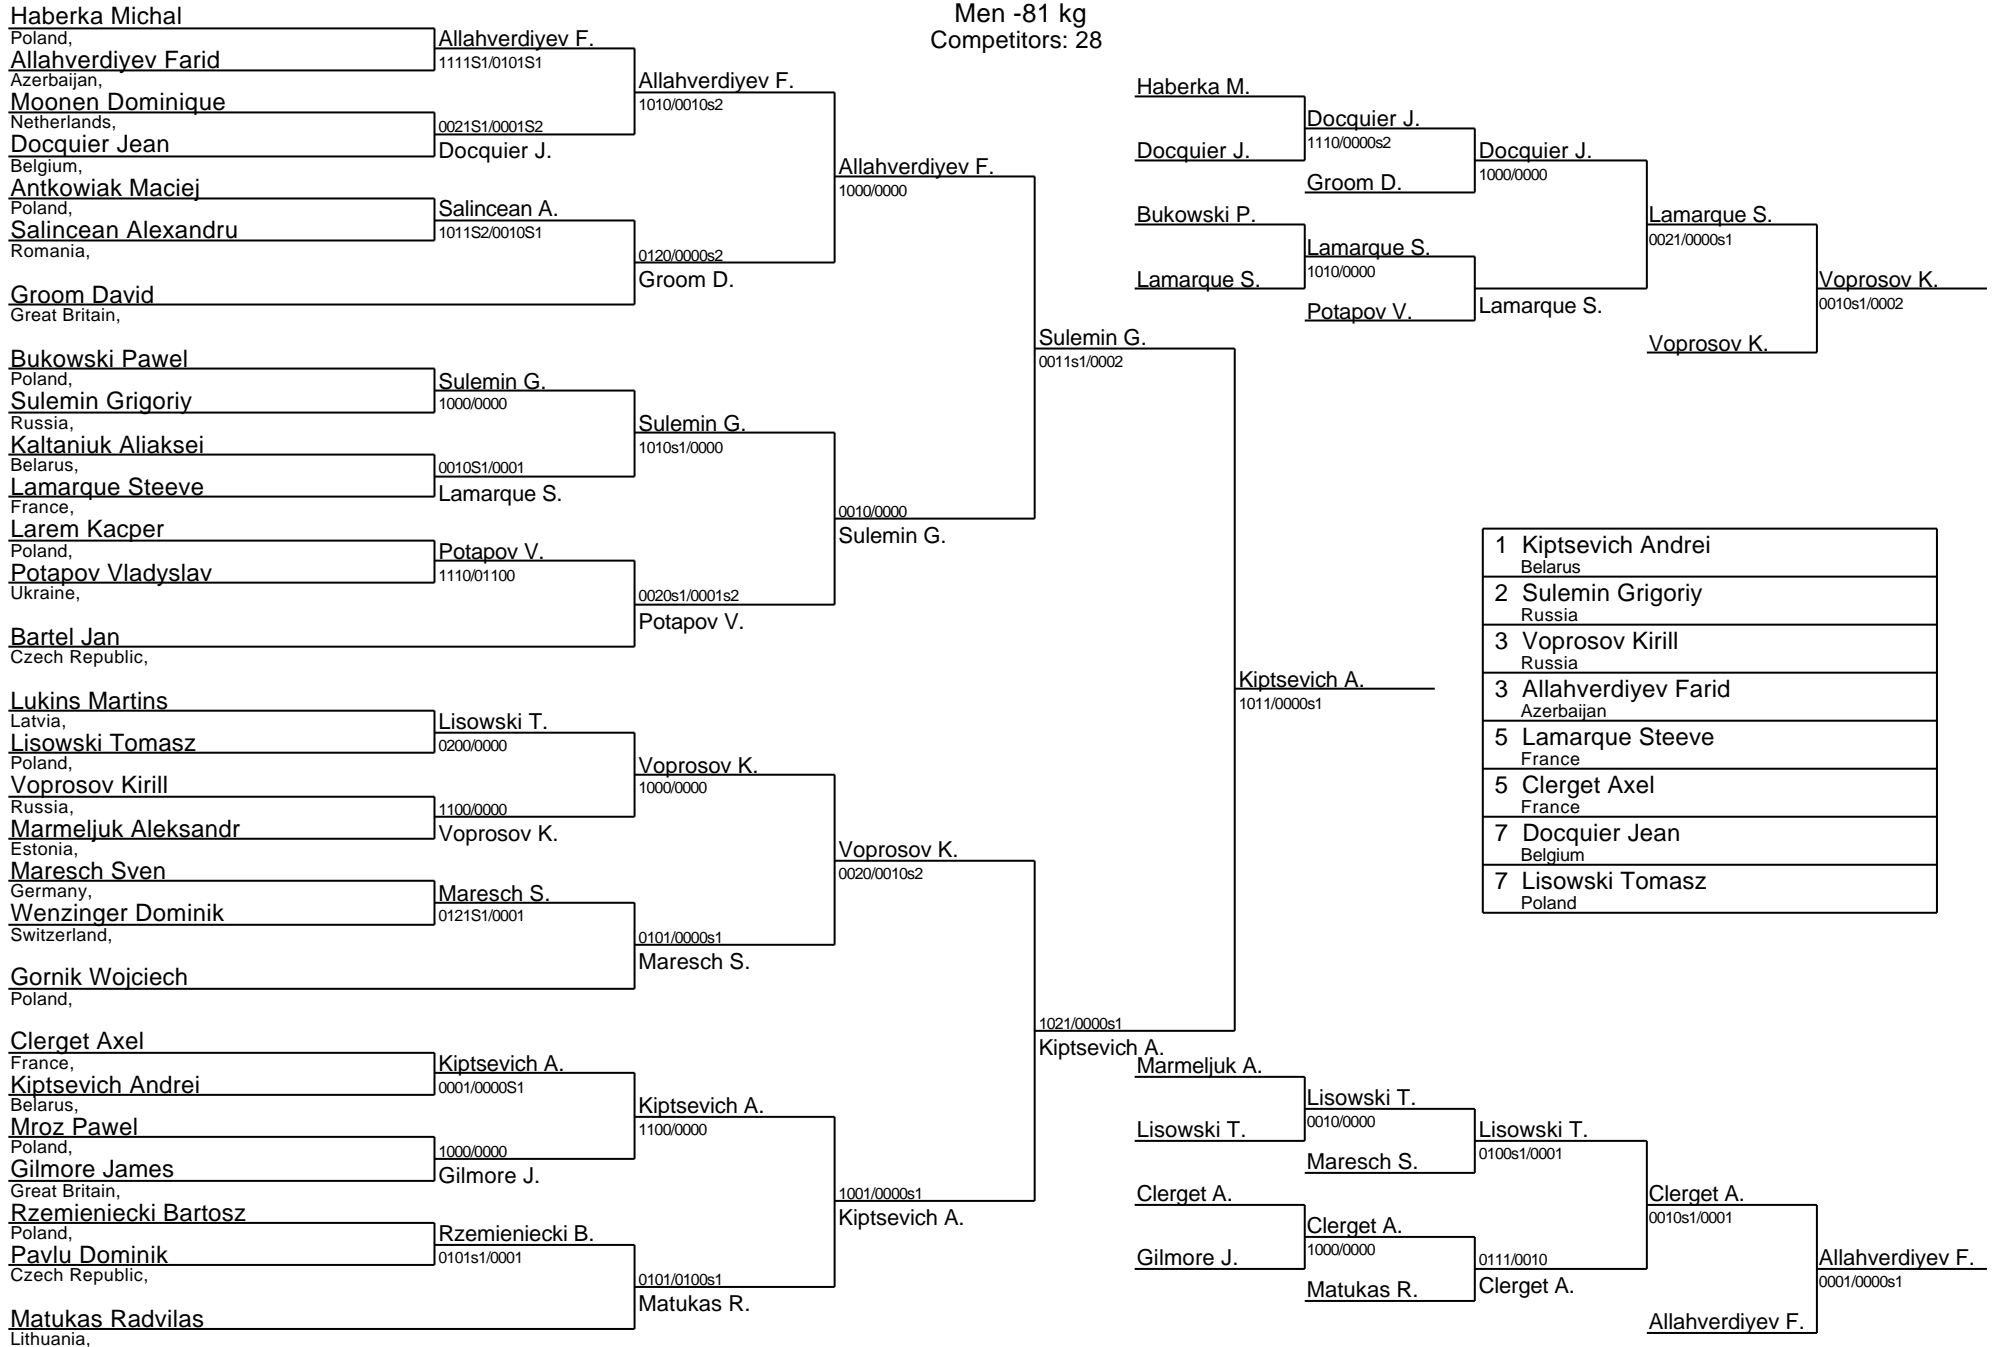 Men -81 kg
Competitors: 28
Haberka Michal
Poland,
Allahverdiyev Farid
Azerbaijan,
Moonen Dominique
Netherlands,
Docquier Jean
Belgium,
Antkowiak Maciej
Poland,
Salincean Alexandru
Romania,
Groom David
Great Britain,
Bukowski Pawel
Poland,
Sulemin Grigoriy
Russia,
Kaltaniuk Aliaksei
Belarus,
Lamarque Steeve
France,
Larem Kacper
Poland,
Potapov Vladyslav
Ukraine,
Bartel Jan
Czech Republic,
Lukins Martins
Latvia,
Lisowski Tomasz
Poland,
Voprosov Kirill
Russia,
Marmeljuk Aleksandr
Estonia,
Maresch Sven
Germany,
Wenzinger Dominik
Switzerland,
Gornik Wojciech
Poland,
Clerget Axel
France,
Kiptsevich Andrei
Belarus,
Mroz Pawel
Poland,
Gilmore James
Great Britain,
Rzemieniecki Bartosz
Poland,
Pavlu Dominik
Czech Republic,
Matukas Radvilas
Lithuania,
Allahverdiyev F.
1111S1/0101S1
0021S1/0001S2
Docquier J.
Salincean A.
1011S2/0010S1
Sulemin G.
1000/0000
0010S1/0001
Lamarque S.
Potapov V.
1110/01100
Lisowski T.
0200/0000
1100/0000
Voprosov K.
Maresch S.
0121S1/0001
Kiptsevich A.
0001/0000S1
1000/0000
Gilmore J.
Rzemieniecki B.
0101s1/0001
Allahverdiyev F.
1010/0010s2
0120/0000s2
Groom D.
Sulemin G.
1010s1/0000
0020s1/0001s2
Potapov V.
Voprosov K.
1000/0000
0101/0000s1
Maresch S.
Kiptsevich A.
1100/0000
0101/0100s1
Matukas R.
Allahverdiyev F.
1000/0000
0010/0000
Sulemin G.
Voprosov K.
0020/0010s2
1001/0000s1
Kiptsevich A.
Sulemin G.
0011s1/0002
1021/0000s1
Kiptsevich A.
Kiptsevich A.
1011/0000s1
Haberka M.
Docquier J.
Bukowski P.
Lamarque S.
Docquier J.
1110/0000s2
Groom D.
Lamarque S.
1010/0000
Potapov V.
Docquier J.
1000/0000
Lamarque S.
Lamarque S.
0021/0000s1
Voprosov K.
Voprosov K.
0010s1/0002
1 Kiptsevich Andrei
Belarus
2 Sulemin Grigoriy
Russia
3 Voprosov Kirill
Russia
3 Allahverdiyev Farid
Azerbaijan
5 Lamarque Steeve
France
5 Clerget Axel
France
7 Docquier Jean
Belgium
7 Lisowski Tomasz
Poland
Marmeljuk A.
Lisowski T.
Clerget A.
Gilmore J.
Lisowski T.
0010/0000
Maresch S.
Clerget A.
1000/0000
Matukas R.
Lisowski T.
0100s1/0001
0111/0010
Clerget A.
Clerget A.
0010s1/0001
Allahverdiyev F.
Allahverdiyev F.
0001/0000s1